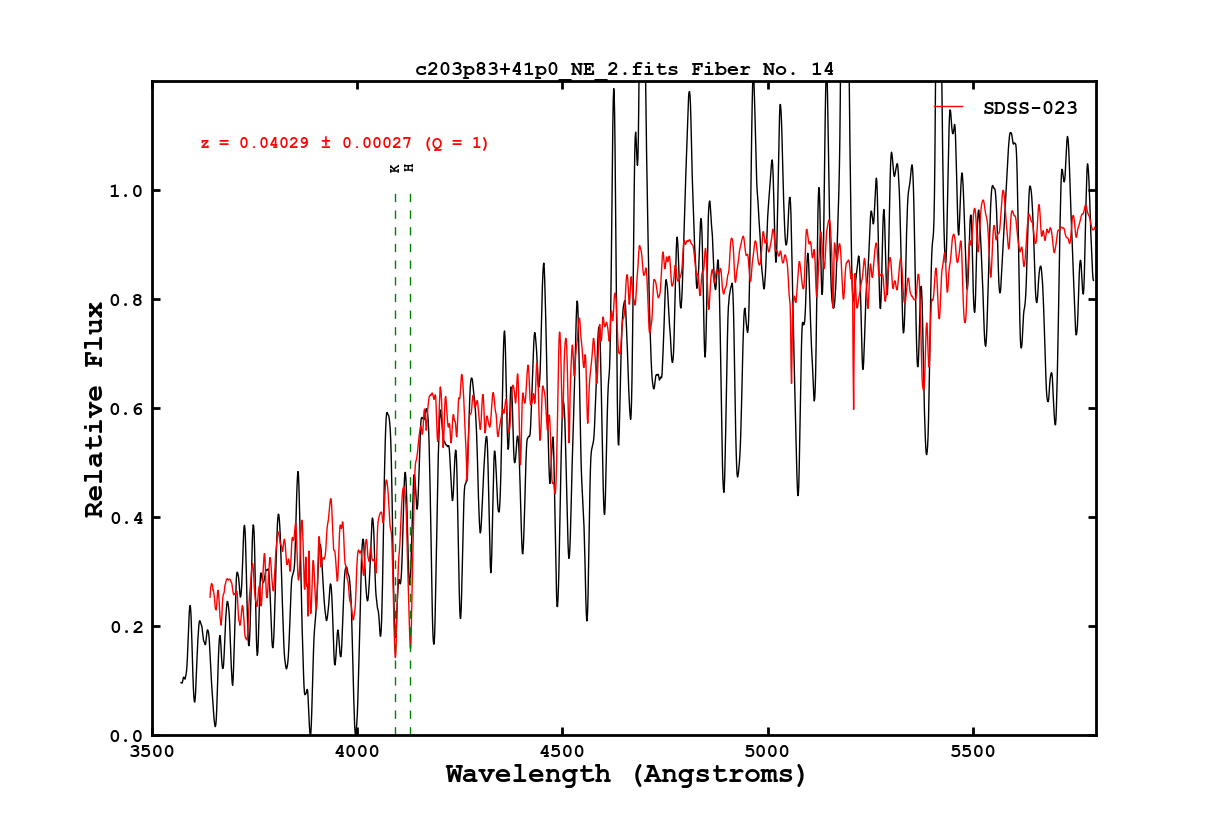 c203p83+41p0_NE_2.fits Fiber No. 14
SDSS-023
z = 0.04029 ± 0.00027 (Q = 1)
K H
1.0
0.8
0.6
0.4
0.2
0.0
Relative Flux
3500 4000 4500 5000 5500
Wavelength (Angstroms)